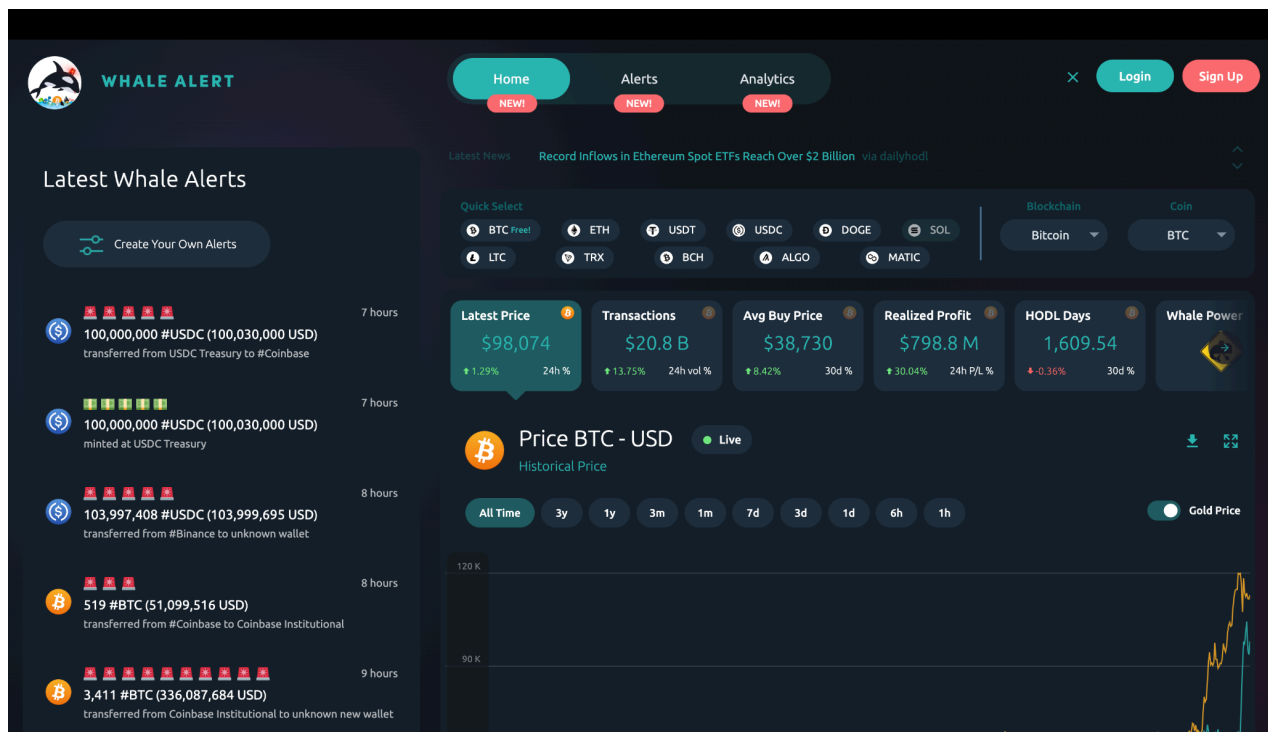 WHALE ALERT
Home
NEW!
Alerts
NEW!
Analytics
NEW!
Login
Sign Up
Latest Whale Alerts
Create Your Own Alerts
7 hours
100,000,000 #USDC (100,030,000 USD)
transferred from USDC Treasury to #Coinbase
7 hours
100,000,000 #USDC (100,030,000 USD)
minted at USDC Treasury
8 hours
103,997,408 #USDC (103,999,695 USD)
transferred from #Binance to unknown wallet
8 hours
519 #BTC (51,099,516 USD)
transferred from #Coinbase to Coinbase Institutional
9 hours
3,411 #BTC (336,087,684 USD)
transferred from Coinbase Institutional to unknown new wallet
Latest News Record Inflows in Ethereum Spot ETFs Reach Over $2 Billion via dailyhodl
Quick Select
BTC Free! ETH USDT USDC DOGE SOL
LTC TRX BCH ALGO MATIC
Blockchain
Bitcoin
Coin
BTC
Latest Price
$98,074
1.29% 24h %
Transactions
$20.8 B
13.75% 24h vol %
Avg Buy Price
$38,730
8.42% 30d %
Realized Profit
$798.8 M
30.04% 24h P/L %
HODL Days
1,609.54
-0.36% 30d %
Whale Power
Price BTC - USD
Live
Historical Price
All Time 3y 1y 3m 1m 7d 3d 1d 6h 1h
Gold Price
120 K
90 K